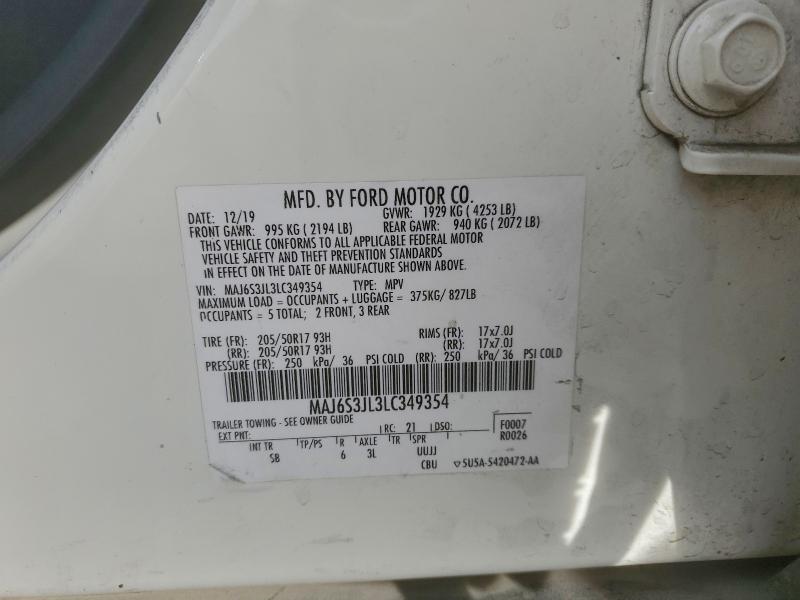 MFD. BY FORD MOTOR CO.
DATE: 12/19 GVWR: 1929 KG ( 4253 LB)
FRONT GAWR: 995 KG ( 2194 LB) REAR GAWR: 940 KG ( 2072 LB)
THIS VEHICLE CONFORMS TO ALL APPLICABLE FEDERAL MOTOR
VEHICLE SAFETY AND THEFT PREVENTION STANDARDS
IN EFFECT ON THE DATE OF MANUFACTURE SHOWN ABOVE.
VIN: MAJ6S3JL3LC349354 TYPE: MPV
MAXIMUM LOAD = OCCUPANTS + LUGGAGE = 375KG/ 827LB
OCCUPANTS = 5 TOTAL; 2 FRONT, 3 REAR
TIRE (FR): 205/50R17 93H RIMS (FR): 17x7.0J
(RR): 205/50R17 93H (RR): 17x7.0J
PRESSURE (FR): 250 kPa/ 36 PSI COLD (RR): 250 kPa/ 36 PSI COLD
MAJ6S3JL3LC349354
TRAILER TOWING - SEE OWNER GUIDE
EXT PNT: RC: 21 DSO: F0007
R0026
INT TR TP/PS R AXLE TR SPR
SB 6 3L UUJJ
CBU 5U5A-5420472-AA